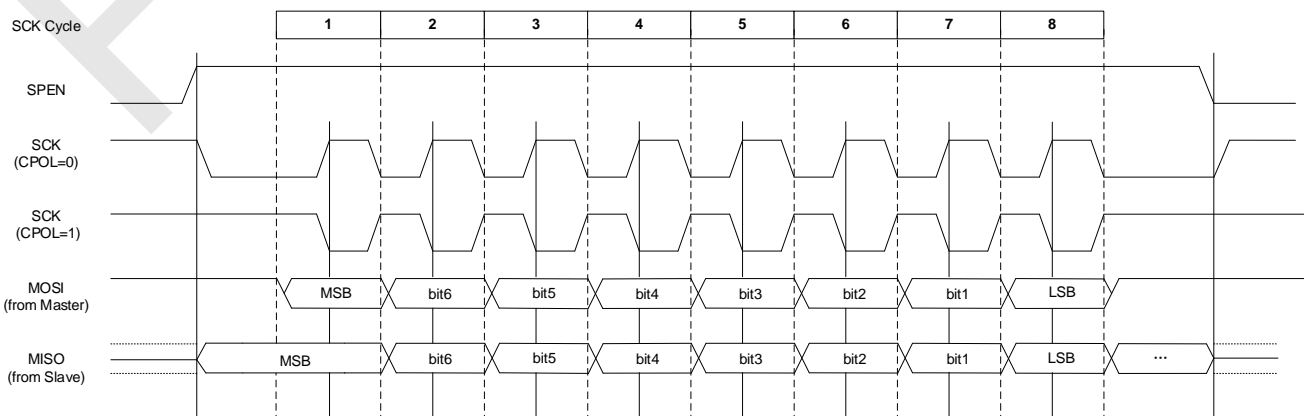 SCK Cycle 1 2 3 4 5 6 7 8
SPEN
SCK
(CPOL=0)
SCK
(CPOL=1)
MOSI
(from Master)
MSB bit6 bit5 bit4 bit3 bit2 bit1 LSB
MISO
(from Slave)
MSB bit6 bit5 bit4 bit3 bit2 bit1 LSB ...